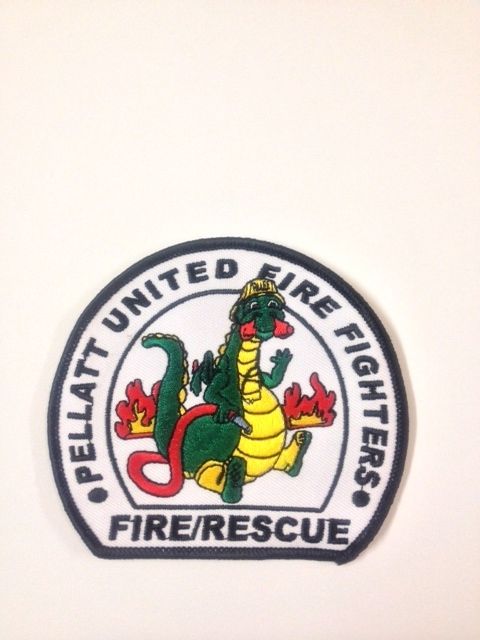 PELLATT UNITED FIRE FIGHTERS
FIRE/RESCUE